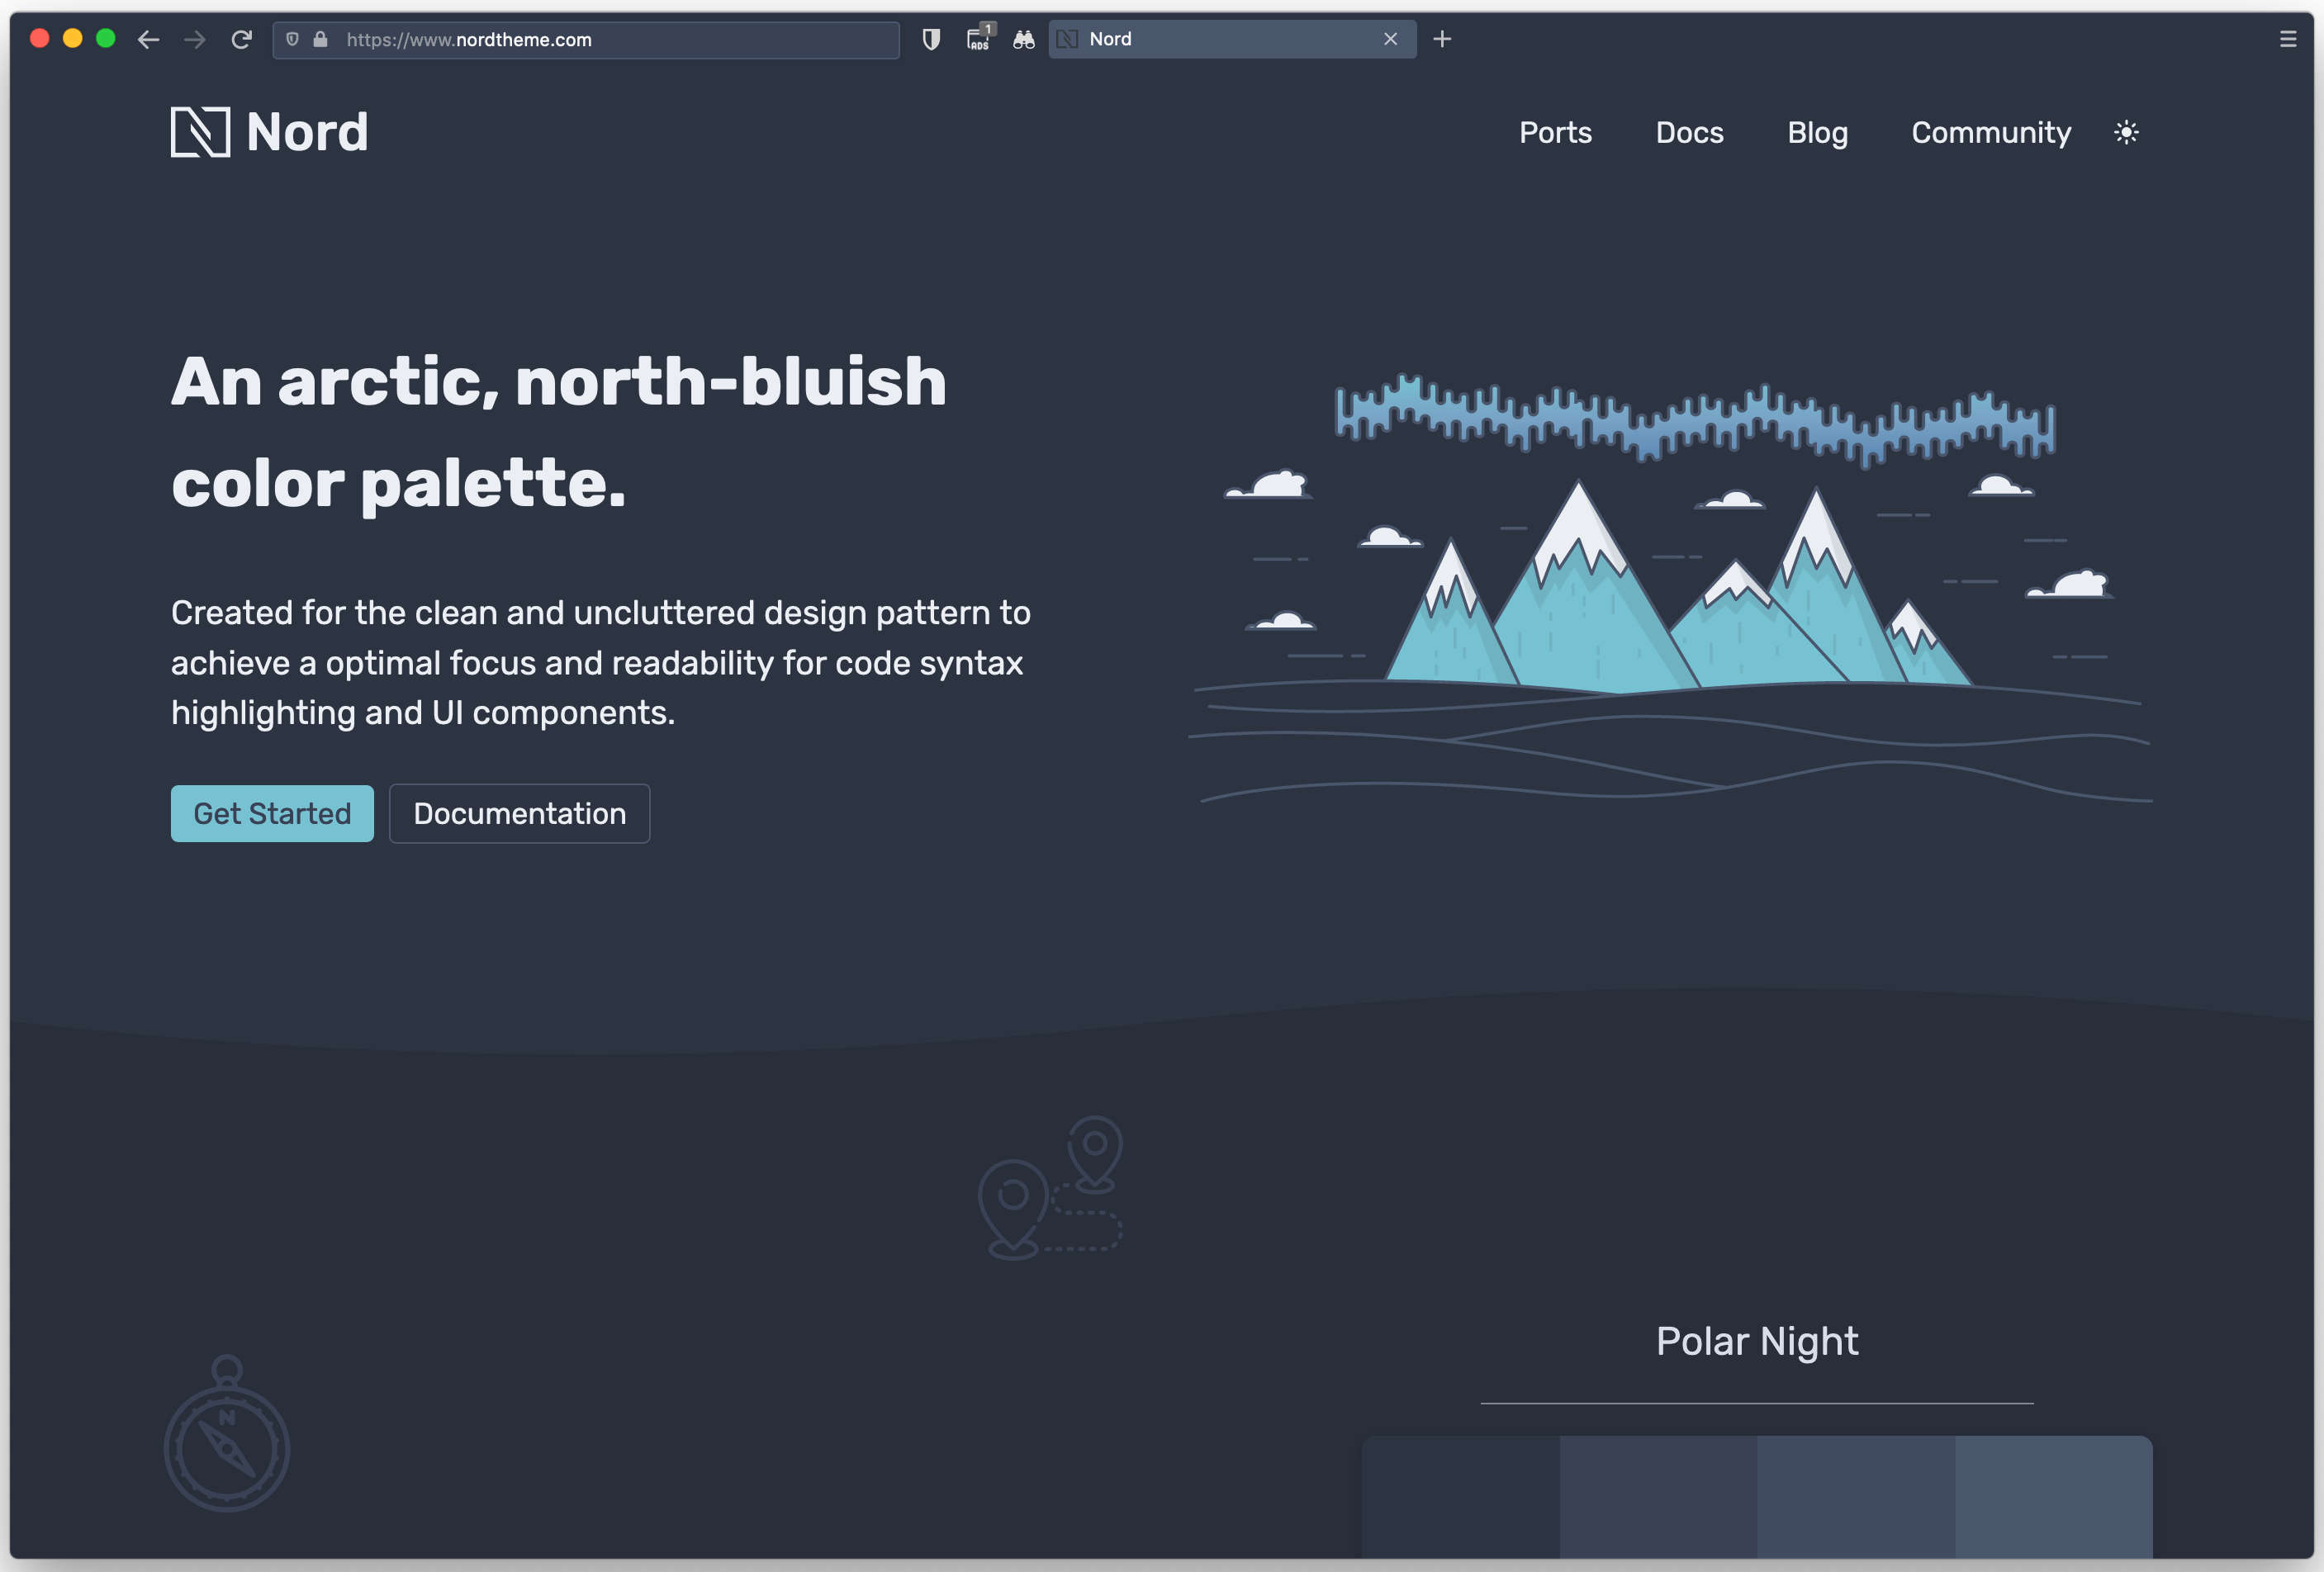 https://www.nordtheme.com
1
ADS
Nord
Nord
Ports
Docs
Blog
Community
An arctic, north-bluish
color palette.
Created for the clean and uncluttered design pattern to
achieve a optimal focus and readability for code syntax
highlighting and UI components.
Get Started
Documentation
Polar Night
N